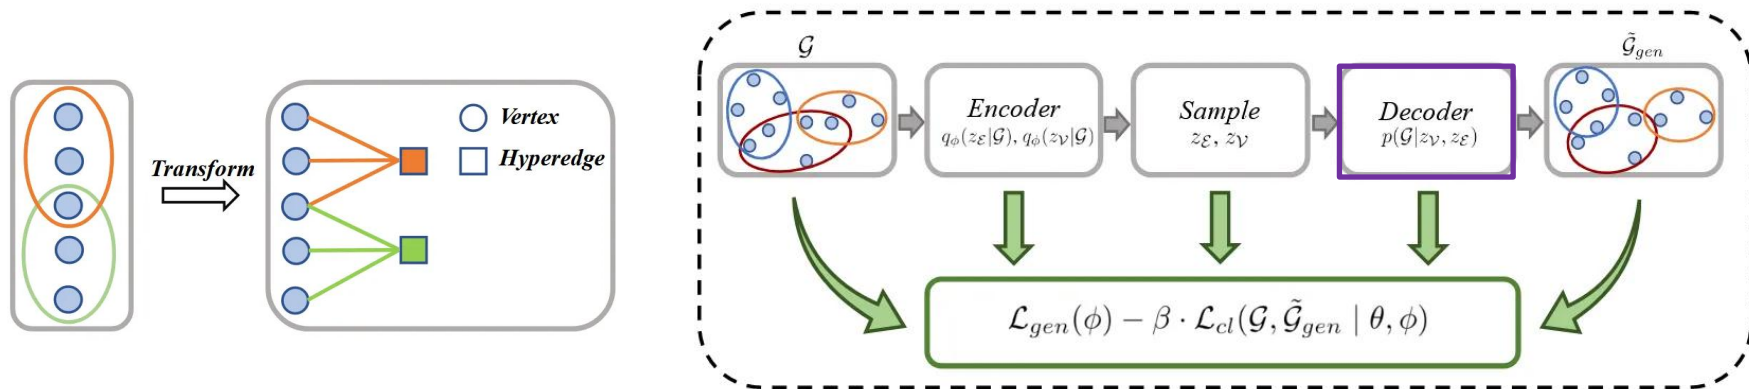 Transform
Vertex
Hyperedge
𝒢
𝒢̃_gen
Encoder
q_ϕ(z_ℰ|𝒢), q_ϕ(z_𝒱|𝒢)
Sample
z_ℰ, z_𝒱
Decoder
p(𝒢|z_𝒱, z_ℰ)
ℒ_gen(ϕ) − β · ℒ_cl(𝒢, 𝒢̃_gen | θ, ϕ)